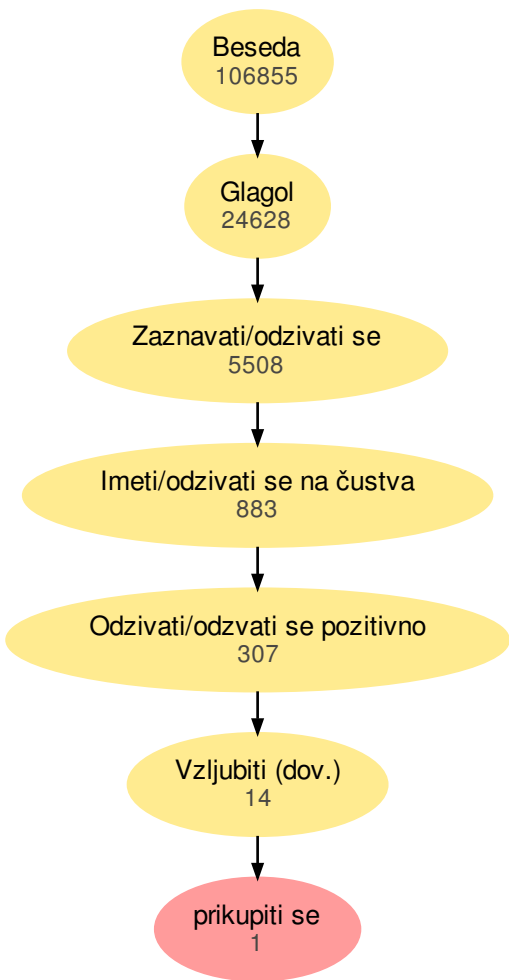 Beseda
106855
Glagol
24628
Zaznavati/odzivati se
5508
Imeti/odzivati se na čustva
883
Odzivati/odzvati se pozitivno
307
Vzljubiti (dov.)
14
prikupiti se
1